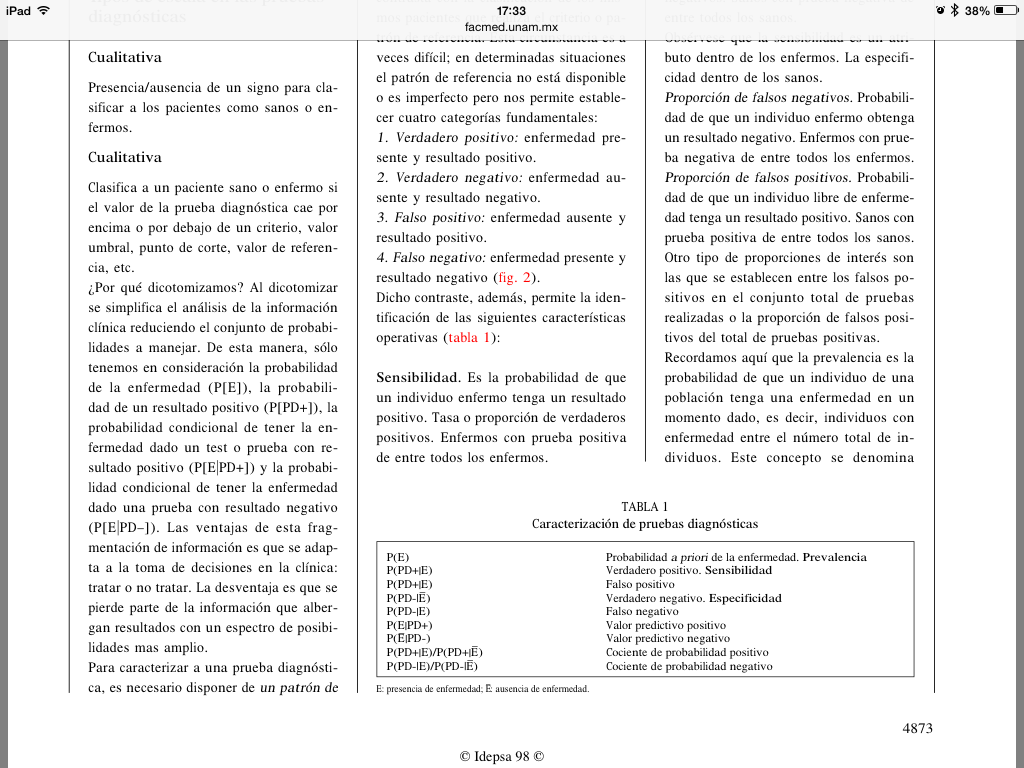 iPad
17:33
38%
facmed.unam.mx
diagnósticas
Cualitativa
Presencia/ausencia de un signo para cla-
sificar a los pacientes como sanos o en-
fermos.
Cualitativa
Clasifica a un paciente sano o enfermo si
el valor de la prueba diagnóstica cae por
encima o por debajo de un criterio, valor
umbral, punto de corte, valor de referen-
cia, etc.
¿Por qué dicotomizamos? Al dicotomizar
se simplifica el análisis de la información
clínica reduciendo el conjunto de probabi-
lidades a manejar. De esta manera, sólo
tenemos en consideración la probabilidad
de la enfermedad (P[E]), la probabili-
dad de un resultado positivo (P[PD+]), la
probabilidad condicional de tener la en-
fermedad dado un test o prueba con re-
sultado positivo (P[E|PD+]) y la probabi-
lidad condicional de tener la enfermedad
dado una prueba con resultado negativo
(P[E|PD–]). Las ventajas de esta frag-
mentación de información es que se adap-
ta a la toma de decisiones en la clínica:
tratar o no tratar. La desventaja es que se
pierde parte de la información que alber-
gan resultados con un espectro de posibi-
lidades mas amplio.
Para caracterizar a una prueba diagnósti-
ca, es necesario disponer de un patrón de
trón de referencia. Esta circunstancia es a
veces difícil; en determinadas situaciones
el patrón de referencia no está disponible
o es imperfecto pero nos permite estable-
cer cuatro categorías fundamentales:
1. Verdadero positivo: enfermedad pre-
sente y resultado positivo.
2. Verdadero negativo: enfermedad au-
sente y resultado negativo.
3. Falso positivo: enfermedad ausente y
resultado positivo.
4. Falso negativo: enfermedad presente y
resultado negativo (fig. 2).
Dicho contraste, además, permite la iden-
tificación de las siguientes características
operativas (tabla 1):
Sensibilidad. Es la probabilidad de que
un individuo enfermo tenga un resultado
positivo. Tasa o proporción de verdaderos
positivos. Enfermos con prueba positiva
de entre todos los enfermos.
entre todos los sanos.
Obsérvese que la sensibilidad es un atri-
buto dentro de los enfermos. La especifi-
cidad dentro de los sanos.
Proporción de falsos negativos. Probabili-
dad de que un individuo enfermo obtenga
un resultado negativo. Enfermos con prue-
ba negativa de entre todos los enfermos.
Proporción de falsos positivos. Probabili-
dad de que un individuo libre de enferme-
dad tenga un resultado positivo. Sanos con
prueba positiva de entre todos los sanos.
Otro tipo de proporciones de interés son
las que se establecen entre los falsos po-
sitivos en el conjunto total de pruebas
realizadas o la proporción de falsos posi-
tivos del total de pruebas positivas.
Recordamos aquí que la prevalencia es la
probabilidad de que un individuo de una
población tenga una enfermedad en un
momento dado, es decir, individuos con
enfermedad entre el número total de in-
dividuos. Este concepto se denomina
TABLA 1
Caracterización de pruebas diagnósticas
P(E) Probabilidad a priori de la enfermedad. Prevalencia
P(PD+|E) Verdadero positivo. Sensibilidad
P(PD+|E) Falso positivo
P(PD-|Ē) Verdadero negativo. Especificidad
P(PD-|E) Falso negativo
P(E|PD+) Valor predictivo positivo
P(Ē|PD-) Valor predictivo negativo
P(PD+|E)/P(PD+|Ē) Cociente de probabilidad positivo
P(PD-|E)/P(PD-|Ē) Cociente de probabilidad negativo
E: presencia de enfermedad; Ē: ausencia de enfermedad.
4873
© Idepsa 98 ©